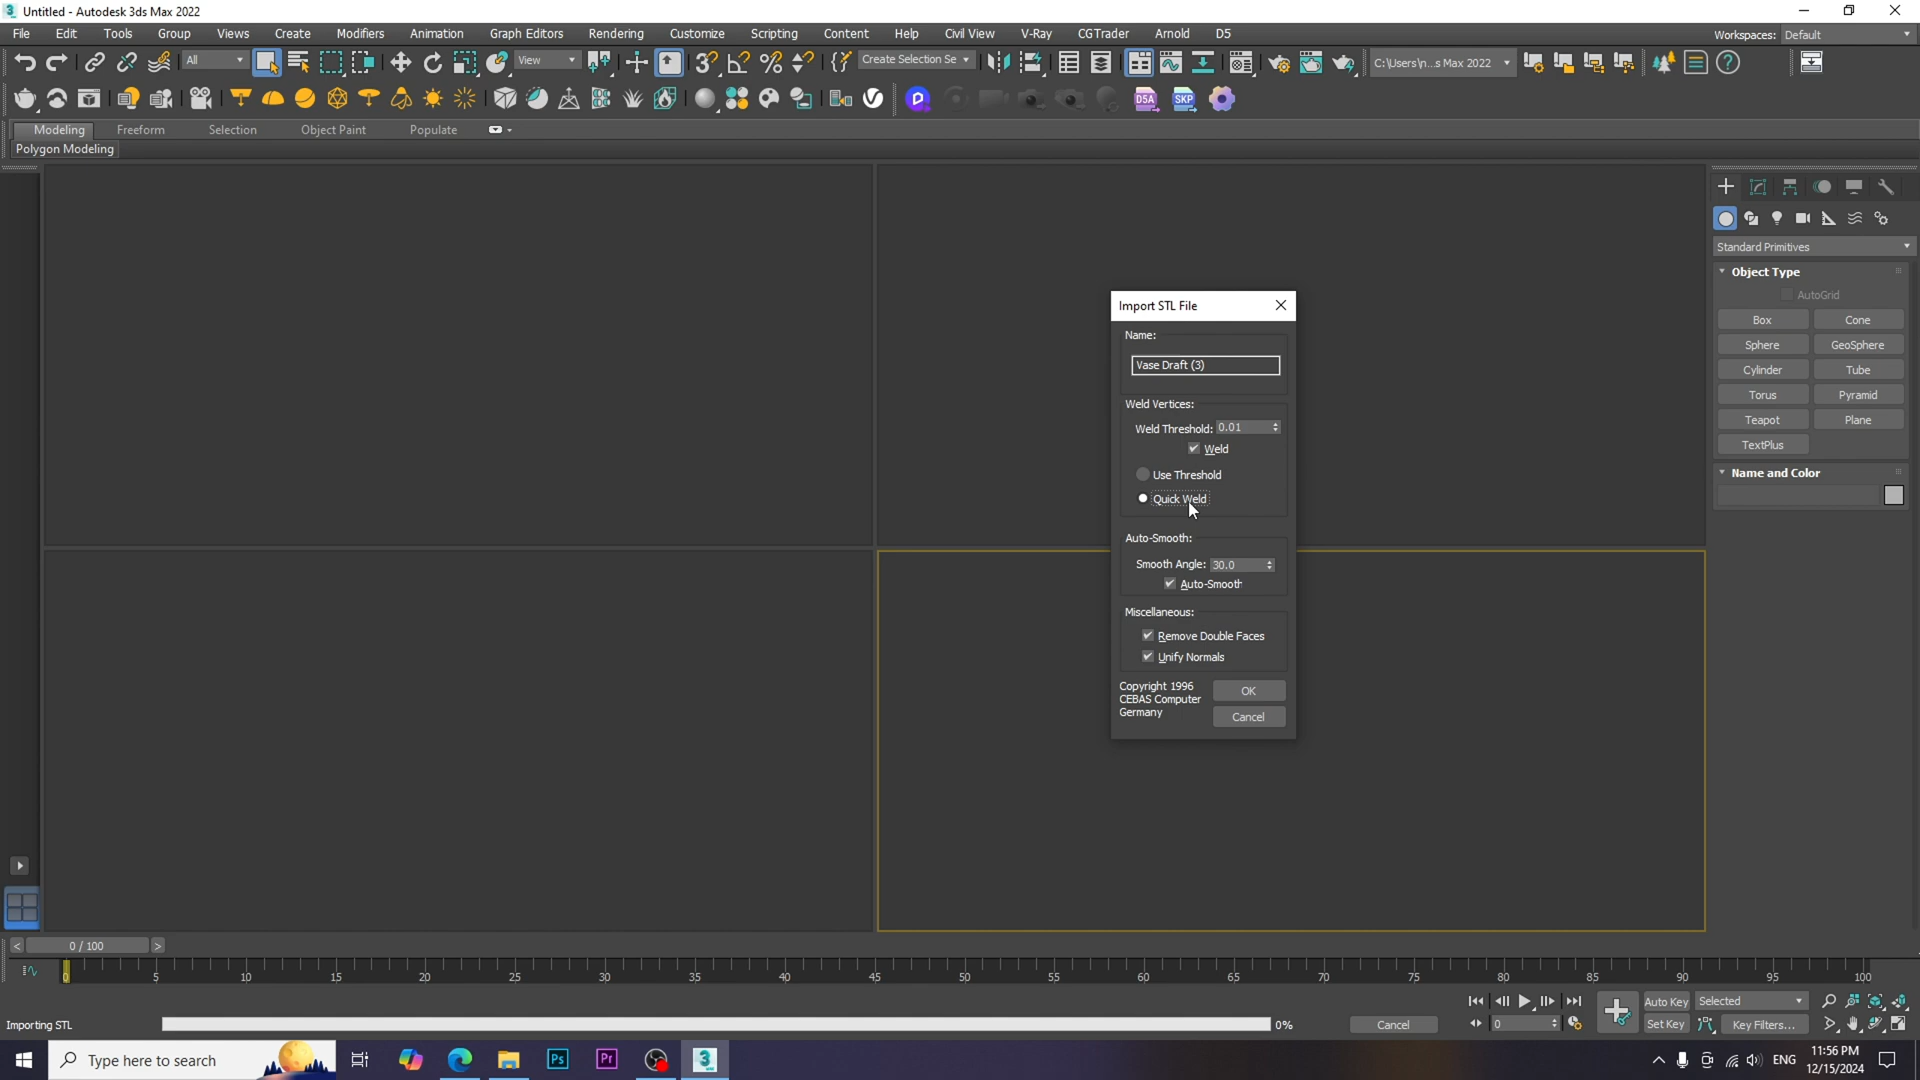 Untitled - Autodesk 3ds Max 2022
File Edit Tools Group Views Create Modifiers Animation Graph Editors Rendering Customize Scripting Content Help Civil View V-Ray CGTrader Arnold D5 Workspaces: Default
All View Create Selection Se C:\Users\n...s Max 2022
D5A SKP
Modeling Freeform Selection Object Paint Populate
Polygon Modeling
Standard Primitives
Object Type
AutoGrid
Box Cone
Sphere GeoSphere
Cylinder Tube
Torus Pyramid
Teapot Plane
TextPlus
Name and Color
Import STL File
Name:
Vase Draft (3)
Weld Vertices:
Weld Threshold: 0.01
Weld
Use Threshold
Quick Weld
Auto-Smooth:
Smooth Angle: 30.0
Auto-Smooth
Miscellaneous:
Remove Double Faces
Unify Normals
Copyright 1996
CEBAS Computer
Germany
OK
Cancel
< 0 / 100 >
0 5 10 15 20 25 30 35 40 45 50 55 60 65 70 75 80 85 90 95 100
Auto Key Selected
Importing STL 0% Cancel 0 Set Key Key Filters...
Type here to search Ps Pr 3 ENG
11:56 PM
12/15/2024